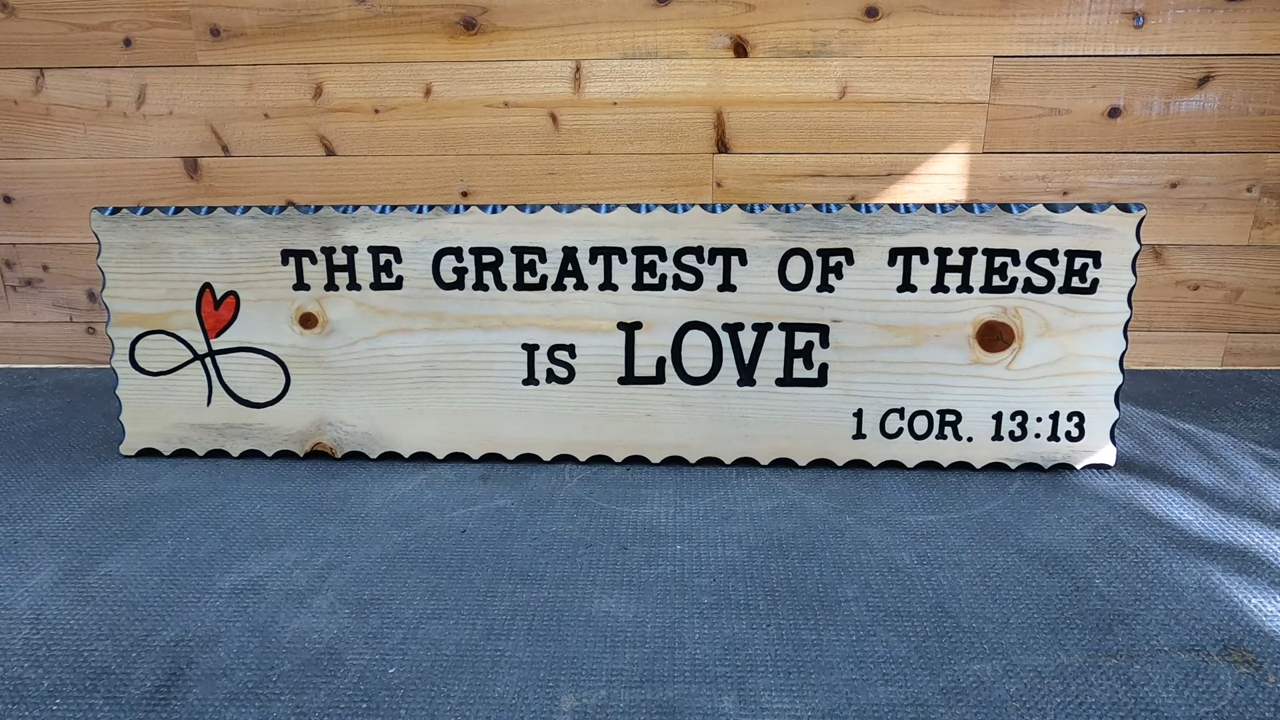 THE GREATEST OF THESE
IS LOVE
1 COR. 13:13